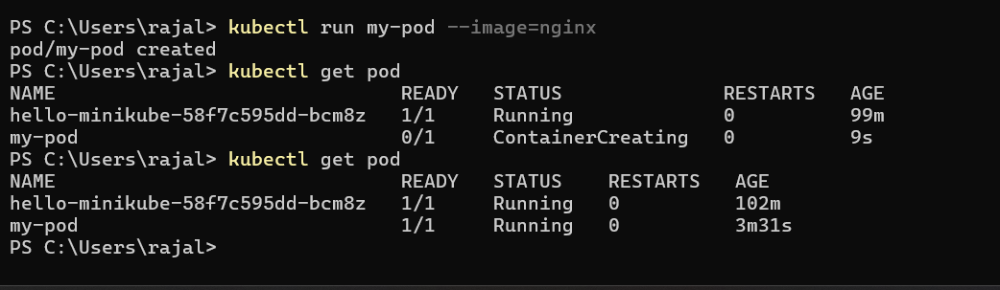 PS C:\Users\rajal> kubectl run my-pod --image=nginx
pod/my-pod created
PS C:\Users\rajal> kubectl get pod
NAME                              READY   STATUS              RESTARTS   AGE
hello-minikube-58f7c595dd-bcm8z   1/1     Running             0          99m
my-pod                            0/1     ContainerCreating   0          9s
PS C:\Users\rajal> kubectl get pod
NAME                              READY   STATUS    RESTARTS   AGE
hello-minikube-58f7c595dd-bcm8z   1/1     Running   0          102m
my-pod                            1/1     Running   0          3m31s
PS C:\Users\rajal>